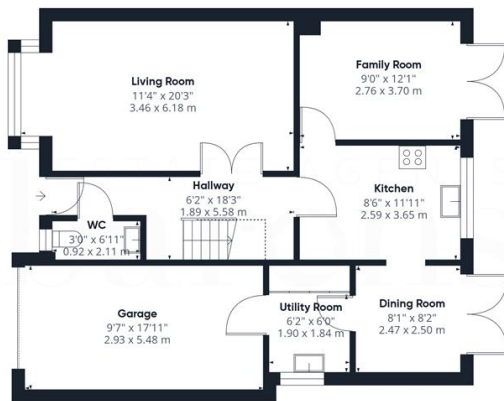 Living Room
11'4" x 20'3"
3.46 x 6.18 m
Family Room
9'0" x 12'1"
2.76 x 3.70 m
Hallway
6'2" x 18'3"
1.89 x 5.58 m
Kitchen
8'6" x 11'11"
2.59 x 3.65 m
WC
3'0" x 6'11"
0.92 x 2.11 m
Garage
9'7" x 17'11"
2.93 x 5.48 m
Utility Room
6'2" x 6'0"
1.90 x 1.84 m
Dining Room
8'1" x 8'2"
2.47 x 2.50 m